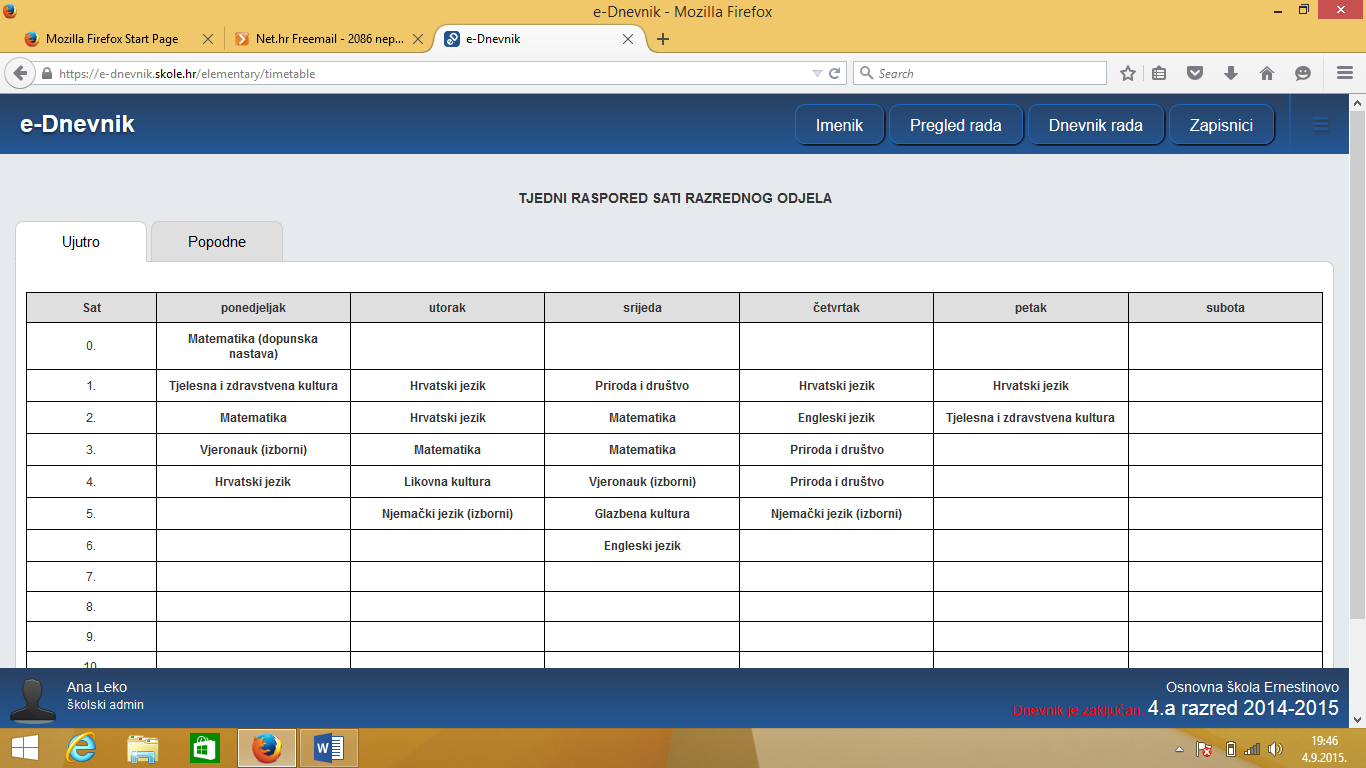 e-Dnevnik - Mozilla Firefox
Mozilla Firefox Start Page
Net.hr Freemail - 2086 nep...
e-Dnevnik
https://e-dnevnik.skole.hr/elementary/timetable
Search
e-Dnevnik
Imenik
Pregled rada
Dnevnik rada
Zapisnici
TJEDNI RASPORED SATI RAZREDNOG ODJELA
Ujutro
Popodne
Sat ponedjeljak utorak srijeda četvrtak petak subota
0. Matematika (dopunska
nastava)
1. Tjelesna i zdravstvena kultura Hrvatski jezik Priroda i društvo Hrvatski jezik Hrvatski jezik
2. Matematika Hrvatski jezik Matematika Engleski jezik Tjelesna i zdravstvena kultura
3. Vjeronauk (izborni) Matematika Matematika Priroda i društvo
4. Hrvatski jezik Likovna kultura Vjeronauk (izborni) Priroda i društvo
5. Njemački jezik (izborni) Glazbena kultura Njemački jezik (izborni)
6. Engleski jezik
7.
8.
9.
10
Ana Leko
školski admin
Osnovna škola Ernestinovo
Dnevnik je zaključan. 4.a razred 2014-2015
19:46
4.9.2015.